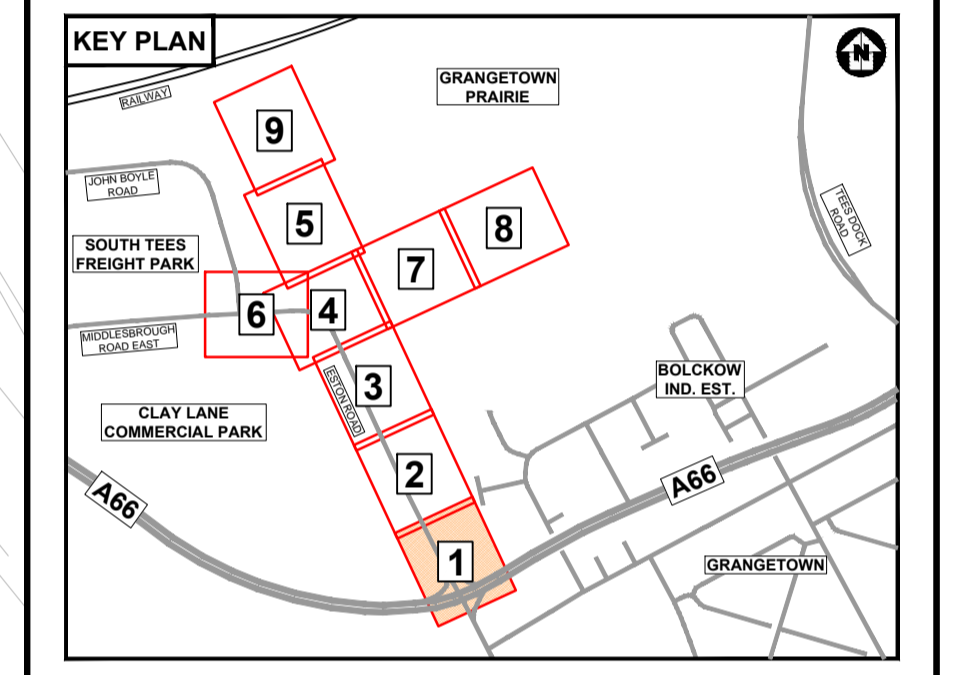 KEY PLAN
N
GRANGETOWN
PRAIRIE
RAILWAY
9
JOHN BOYLE
ROAD
5
8
TEES DOCK
ROAD
SOUTH TEES
FREIGHT PARK
7
6
4
MIDDLESBROUGH
ROAD EAST
3
ESTON ROAD
BOLCKOW
IND. EST.
CLAY LANE
COMMERCIAL PARK
2
A66
A66
1
GRANGETOWN